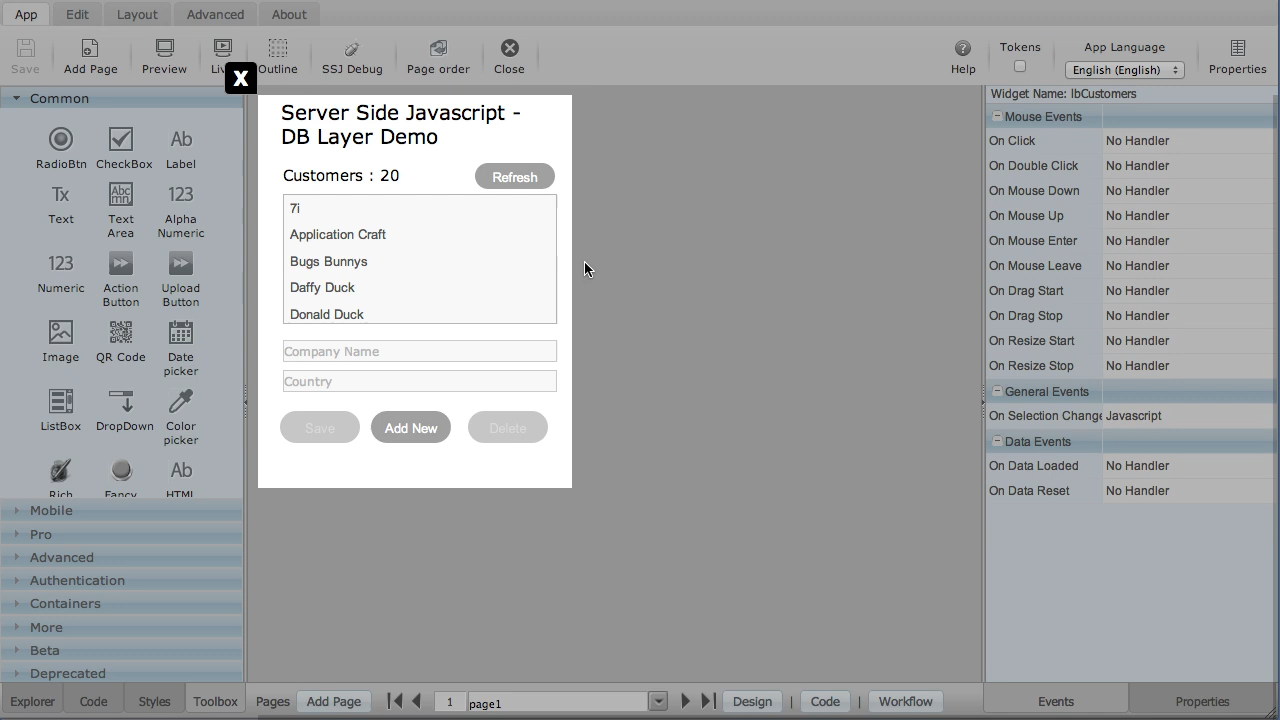 App Edit Layout Advanced About
Save Add Page Preview Live Outline SSJ Debug Page order Close Help Tokens App Language English (English) Properties
X
Common
RadioBtn CheckBox Label
Text Text Area Alpha Numeric
Numeric Action Button Upload Button
Image QR Code Date picker
ListBox DropDown Color picker
Rich Fancy HTML
Mobile
Pro
Advanced
Authentication
Containers
More
Beta
Deprecated
Explorer Code Styles Toolbox
Server Side Javascript -
DB Layer Demo
Customers : 20 Refresh
7i
Application Craft
Bugs Bunnys
Daffy Duck
Donald Duck
Company Name
Country
Save Add New Delete
Widget Name: lbCustomers
Mouse Events
On Click No Handler
On Double Click No Handler
On Mouse Down No Handler
On Mouse Up No Handler
On Mouse Enter No Handler
On Mouse Leave No Handler
On Drag Start No Handler
On Drag Stop No Handler
On Resize Start No Handler
On Resize Stop No Handler
General Events
On Selection Change Javascript
Data Events
On Data Loaded No Handler
On Data Reset No Handler
Pages Add Page 1 page1 Design | Code | Workflow
Events Properties